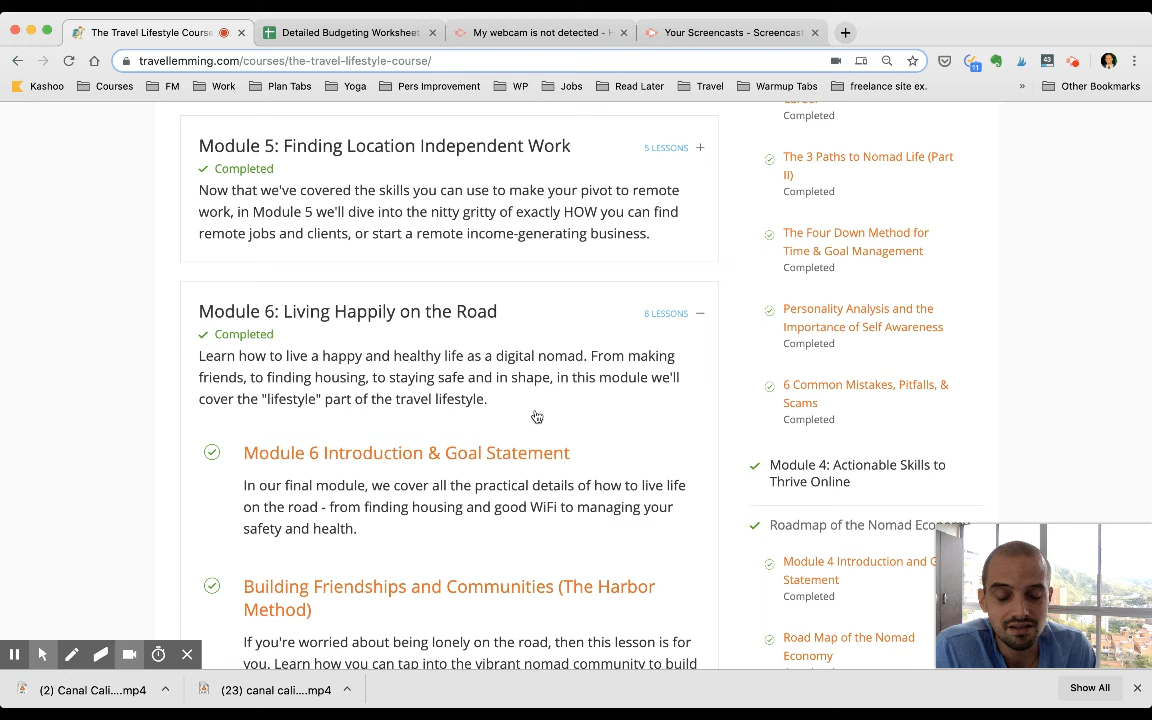 The Travel Lifestyle Course
Detailed Budgeting Worksheet
My webcam is not detected - H
Your Screencasts - Screencast
travellemming.com/courses/the-travel-lifestyle-course/
43
Kashoo
Courses
FM
Work
Plan Tabs
Yoga
Pers Improvement
WP
Jobs
Read Later
Travel
Warmup Tabs
freelance site ex.
»
Other Bookmarks
Module 5: Finding Location Independent Work
5 LESSONS
Completed
Now that we've covered the skills you can use to make your pivot to remote
work, in Module 5 we'll dive into the nitty gritty of exactly HOW you can find
remote jobs and clients, or start a remote income-generating business.
Module 6: Living Happily on the Road
8 LESSONS
Completed
Learn how to live a happy and healthy life as a digital nomad. From making
friends, to finding housing, to staying safe and in shape, in this module we'll
cover the "lifestyle" part of the travel lifestyle.
Module 6 Introduction & Goal Statement
In our final module, we cover all the practical details of how to live life
on the road - from finding housing and good WiFi to managing your
safety and health.
Building Friendships and Communities (The Harbor
Method)
If you're worried about being lonely on the road, then this lesson is for
you. Learn how you can tap into the vibrant nomad community to build
Career
Completed
The 3 Paths to Nomad Life (Part
II)
Completed
The Four Down Method for
Time & Goal Management
Completed
Personality Analysis and the
Importance of Self Awareness
Completed
6 Common Mistakes, Pitfalls, &
Scams
Completed
Module 4: Actionable Skills to
Thrive Online
Roadmap of the Nomad Economy
Module 4 Introduction and G
Statement
Completed
Road Map of the Nomad
Economy
(2) Canal Cali....mp4
(23) canal cali....mp4
Show All